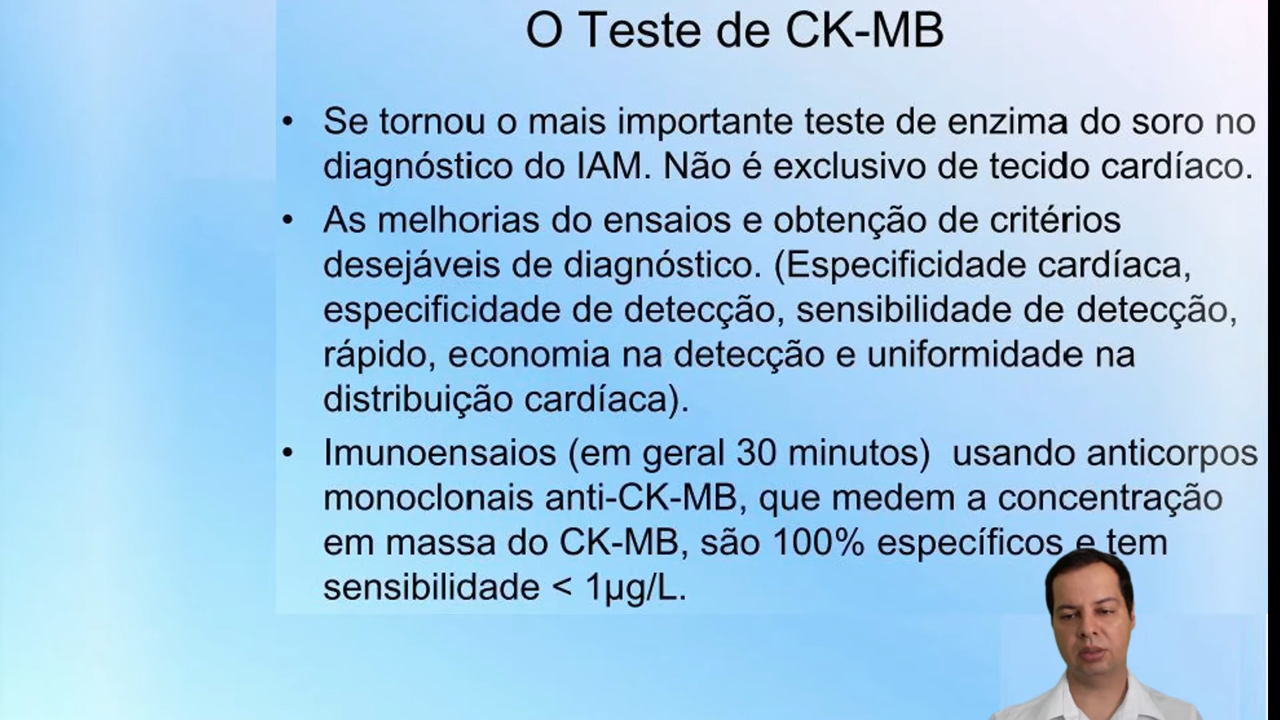 O Teste de CK-MB
• Se tornou o mais importante teste de enzima do soro no
diagnóstico do IAM. Não é exclusivo de tecido cardíaco.
• As melhorias do ensaios e obtenção de critérios
desejáveis de diagnóstico. (Especificidade cardíaca,
especificidade de detecção, sensibilidade de detecção,
rápido, economia na detecção e uniformidade na
distribuição cardíaca).
• Imunoensaios (em geral 30 minutos) usando anticorpos
monoclonais anti-CK-MB, que medem a concentração
em massa do CK-MB, são 100% específicos e tem
sensibilidade < 1µg/L.